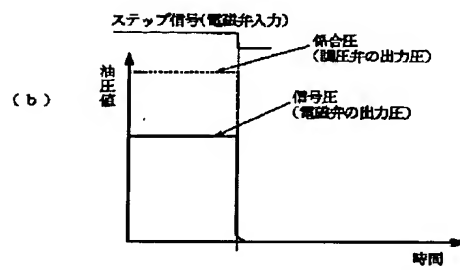 ステップ信号(電磁弁入力)
係合圧
(調圧弁の出力圧)
油圧値
(b)
信号圧
(電磁弁の出力圧)
時間